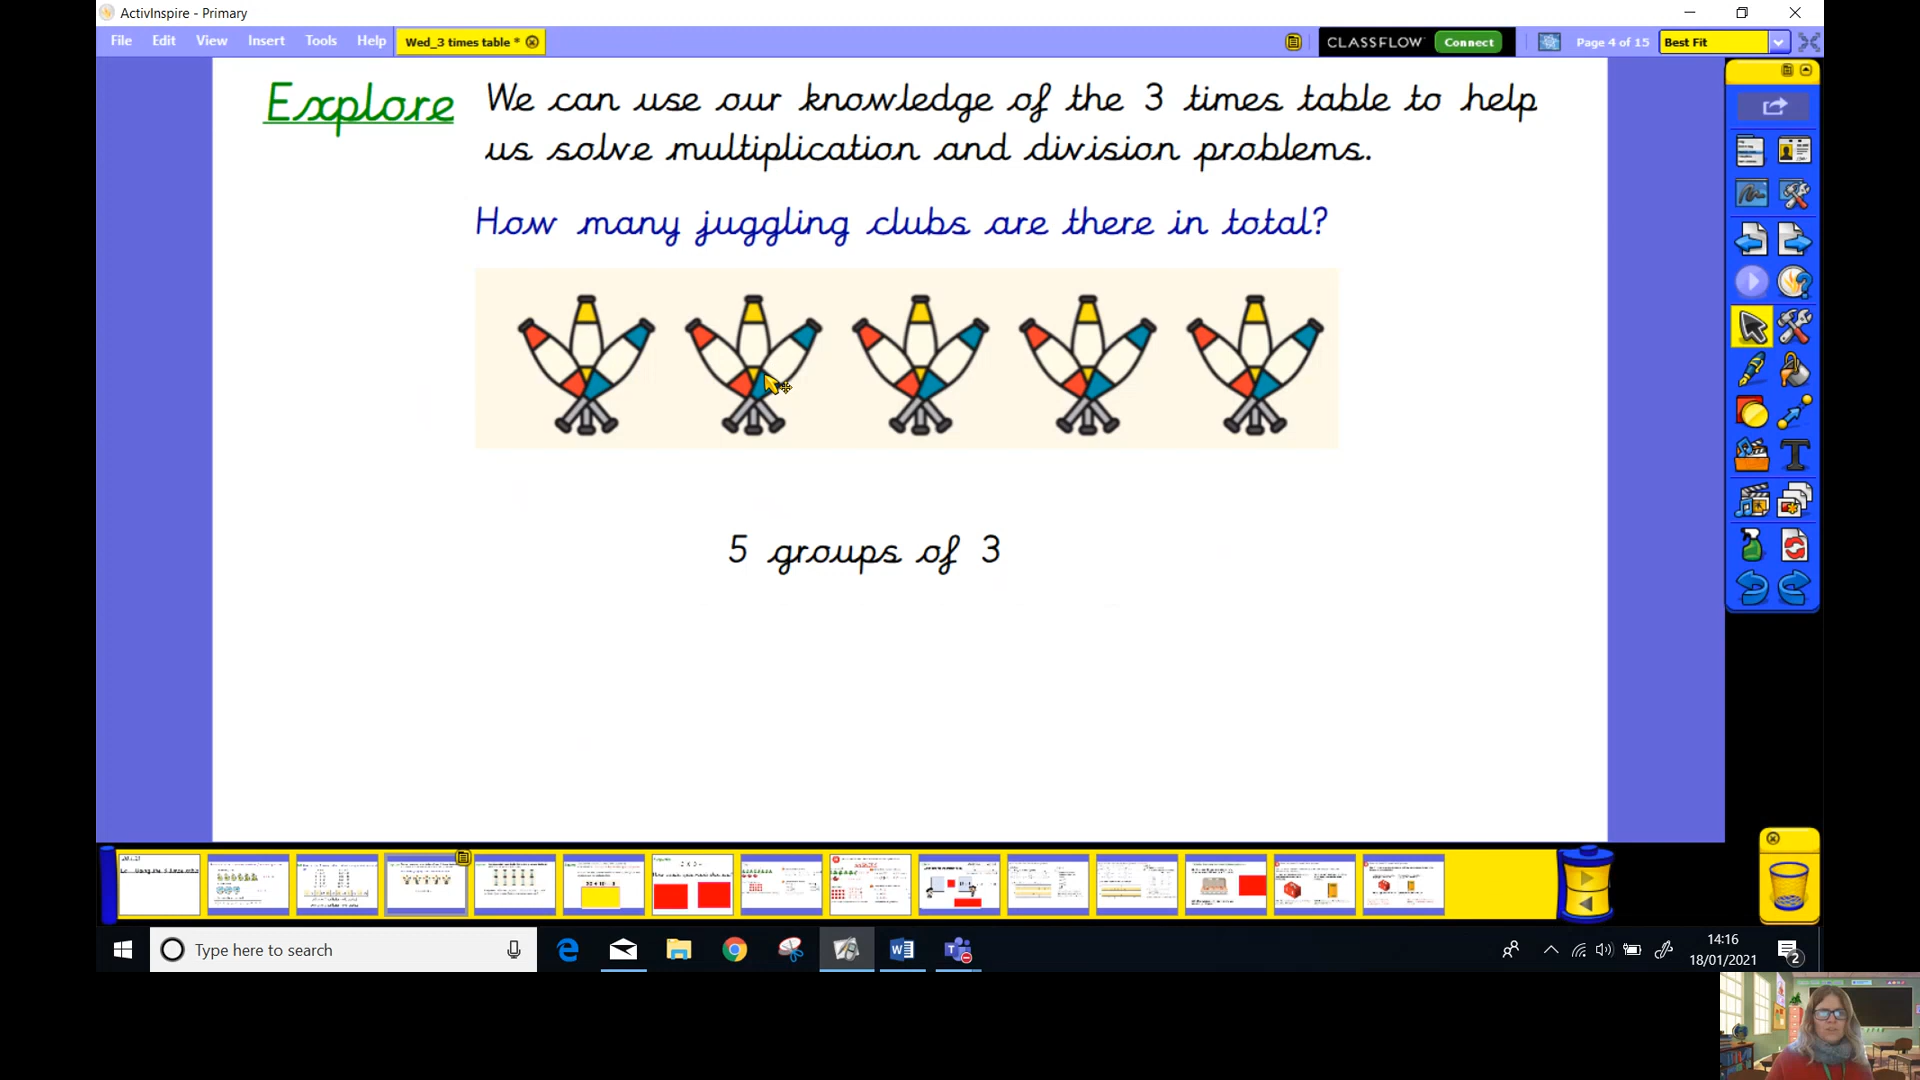 ActivInspire - Primary
File Edit View Insert Tools Help
Wed_3 times table *
CLASSFLOW Connect
Page 4 of 15
Best Fit
Explore
We can use our knowledge of the 3 times table to help
us solve multiplication and division problems.
How many juggling clubs are there in total?
5 groups of 3
Type here to search
14:16
18/01/2021
2